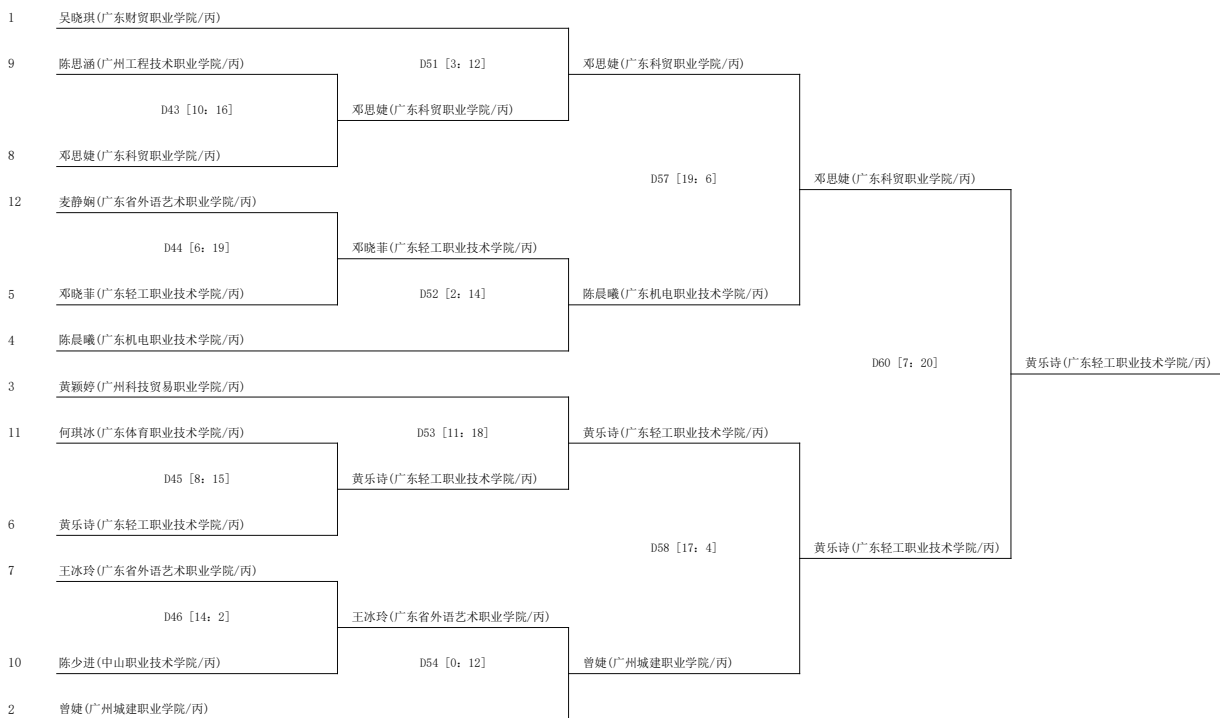 1 吴晓琪(广东财贸职业学院/丙)
9 陈思涵(广州工程技术职业学院/丙) D51 [3: 12] 邓思婕(广东科贸职业学院/丙)
D43 [10: 16] 邓思婕(广东科贸职业学院/丙)
8 邓思婕(广东科贸职业学院/丙)
D57 [19: 6] 邓思婕(广东科贸职业学院/丙)
12 麦静娴(广东省外语艺术职业学院/丙)
D44 [6: 19] 邓晓菲(广东轻工职业技术学院/丙)
5 邓晓菲(广东轻工职业技术学院/丙) D52 [2: 14] 陈晨曦(广东机电职业技术学院/丙)
4 陈晨曦(广东机电职业技术学院/丙)
D60 [7: 20] 黄乐诗(广东轻工职业技术学院/丙)
3 黄颖婷(广州科技贸易职业学院/丙)
11 何琪冰(广东体育职业技术学院/丙) D53 [11: 18] 黄乐诗(广东轻工职业技术学院/丙)
D45 [8: 15] 黄乐诗(广东轻工职业技术学院/丙)
6 黄乐诗(广东轻工职业技术学院/丙)
D58 [17: 4] 黄乐诗(广东轻工职业技术学院/丙)
7 王冰玲(广东省外语艺术职业学院/丙)
D46 [14: 2] 王冰玲(广东省外语艺术职业学院/丙)
10 陈少进(中山职业技术学院/丙) D54 [0: 12] 曾婕(广州城建职业学院/丙)
2 曾婕(广州城建职业学院/丙)